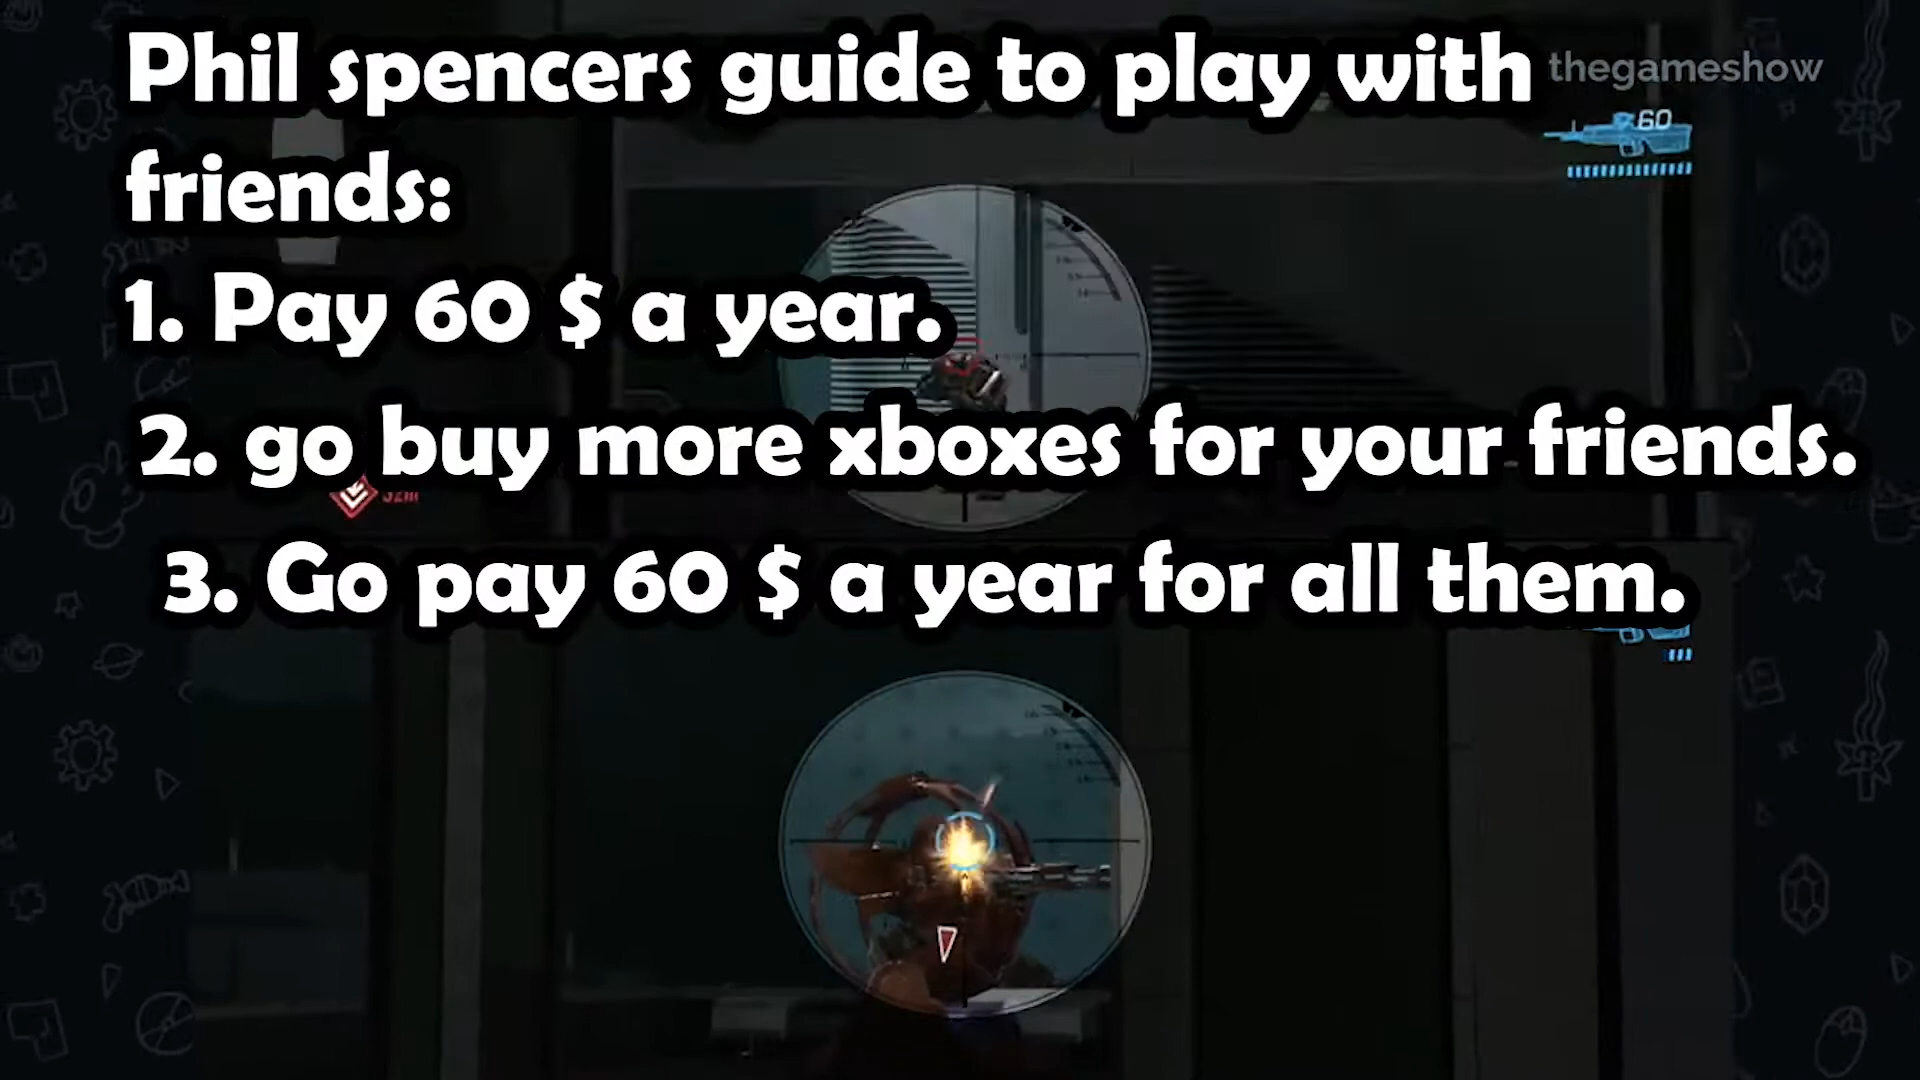 Phil spencers guide to play with
thegameshow
60
friends:
1. Pay 60 $ a year.
2. go buy more xboxes for your friends.
3. Go pay 60 $ a year for all them.